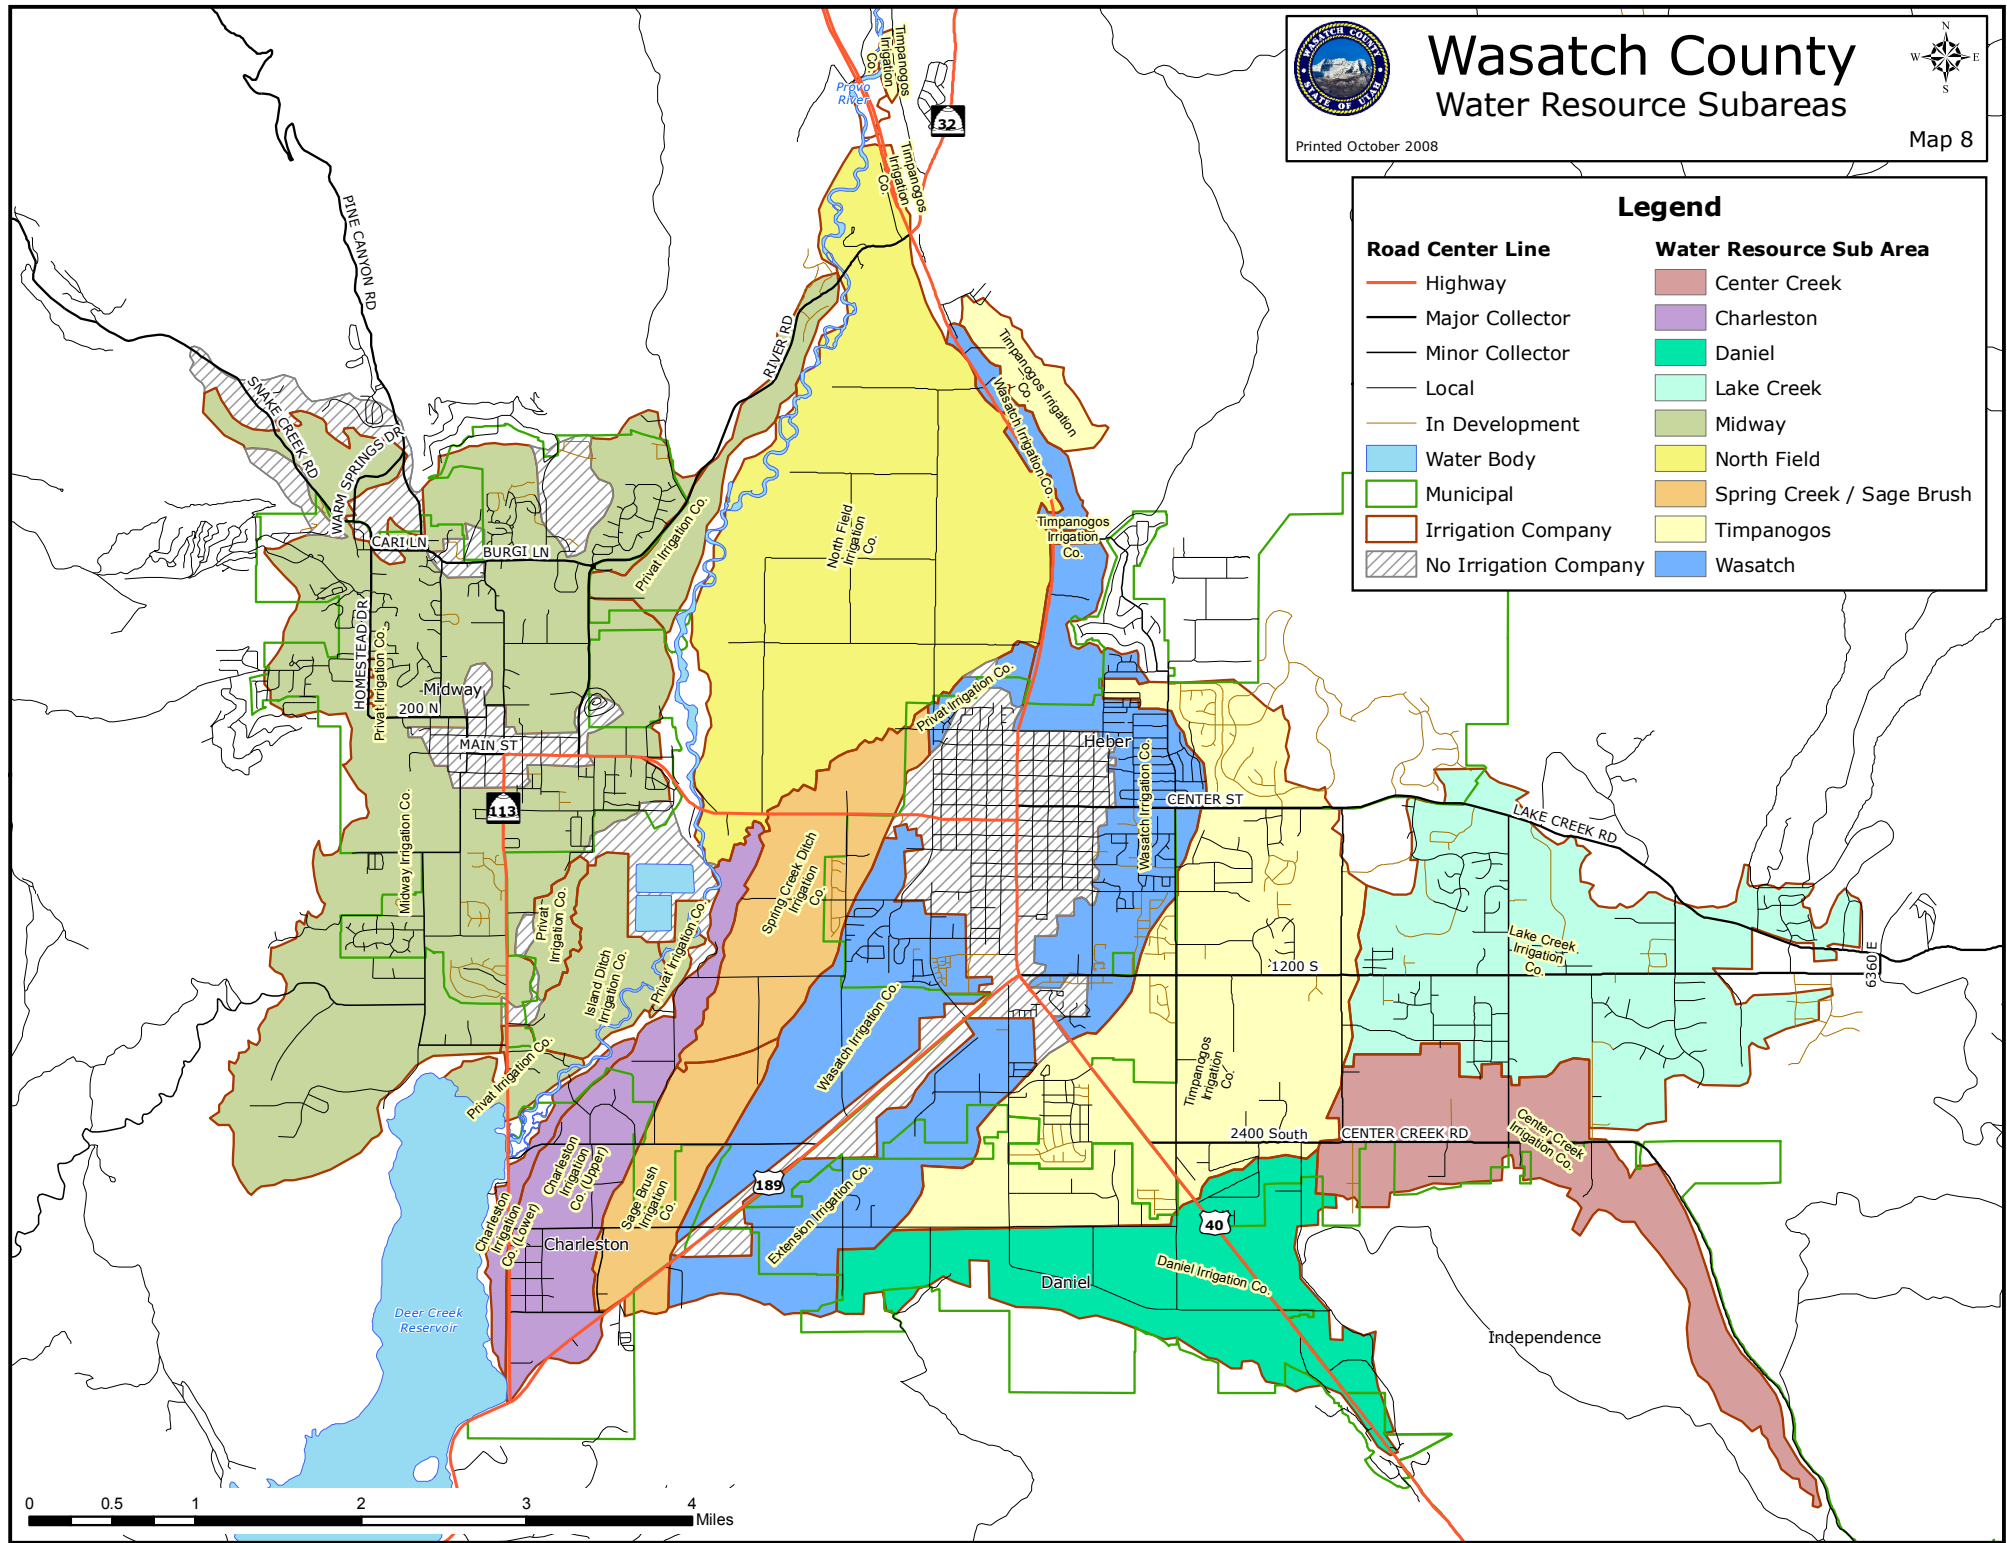 Wasatch County
Water Resource Subareas
Printed October 2008
Map 8
WASATCH COUNTY
STATE OF UTAH
N
W
E
S
Legend
Road Center Line
Highway
Major Collector
Minor Collector
Local
In Development
Water Body
Municipal
Irrigation Company
No Irrigation Company
Water Resource Sub Area
Center Creek
Charleston
Daniel
Lake Creek
Midway
North Field
Spring Creek / Sage Brush
Timpanogos
Wasatch
Timpanogos
Irrigation
Co.
Provo
River
32
Timpanogos
Irrigation
Co.
PINE CANYON RD
RIVER RD
SNAKE CREEK RD
WARM SPRINGS DR
CARI LN
BURGI LN
HOMESTEAD DR
Privat Irrigation Co.
Privat Irrigation Co.
Midway
200 N
MAIN ST
113
Midway Irrigation Co.
North Field
Irrigation
Co.
Timpanogos Irrigation
Co.
Wasatch Irrigation Co.
Timpanogos
Irrigation
Co.
Privat Irrigation Co.
Heber
Wasatch Irrigation Co.
CENTER ST
LAKE CREEK RD
Spring Creek Ditch
Irrigation
Co.
Privat
Irrigation Co.
Island Ditch
Irrigation Co.
Privat Irrigation Co.
Privat Irrigation Co.
Lake Creek
Irrigation
Co.
1200 S
6360 E
Wasatch Irrigation Co.
Timpanogos
Irrigation
Co.
2400 South
CENTER CREEK RD
Center Creek
Irrigation Co.
Charleston
Irrigation
Co. (Upper)
Charleston
Irrigation
Co. (Lower)
Sage Brush
Irrigation
Co.
189
Extension Irrigation Co.
40
Charleston
Daniel
Daniel Irrigation Co.
Deer Creek
Reservoir
Independence
0 0.5 1 2 3 4
Miles